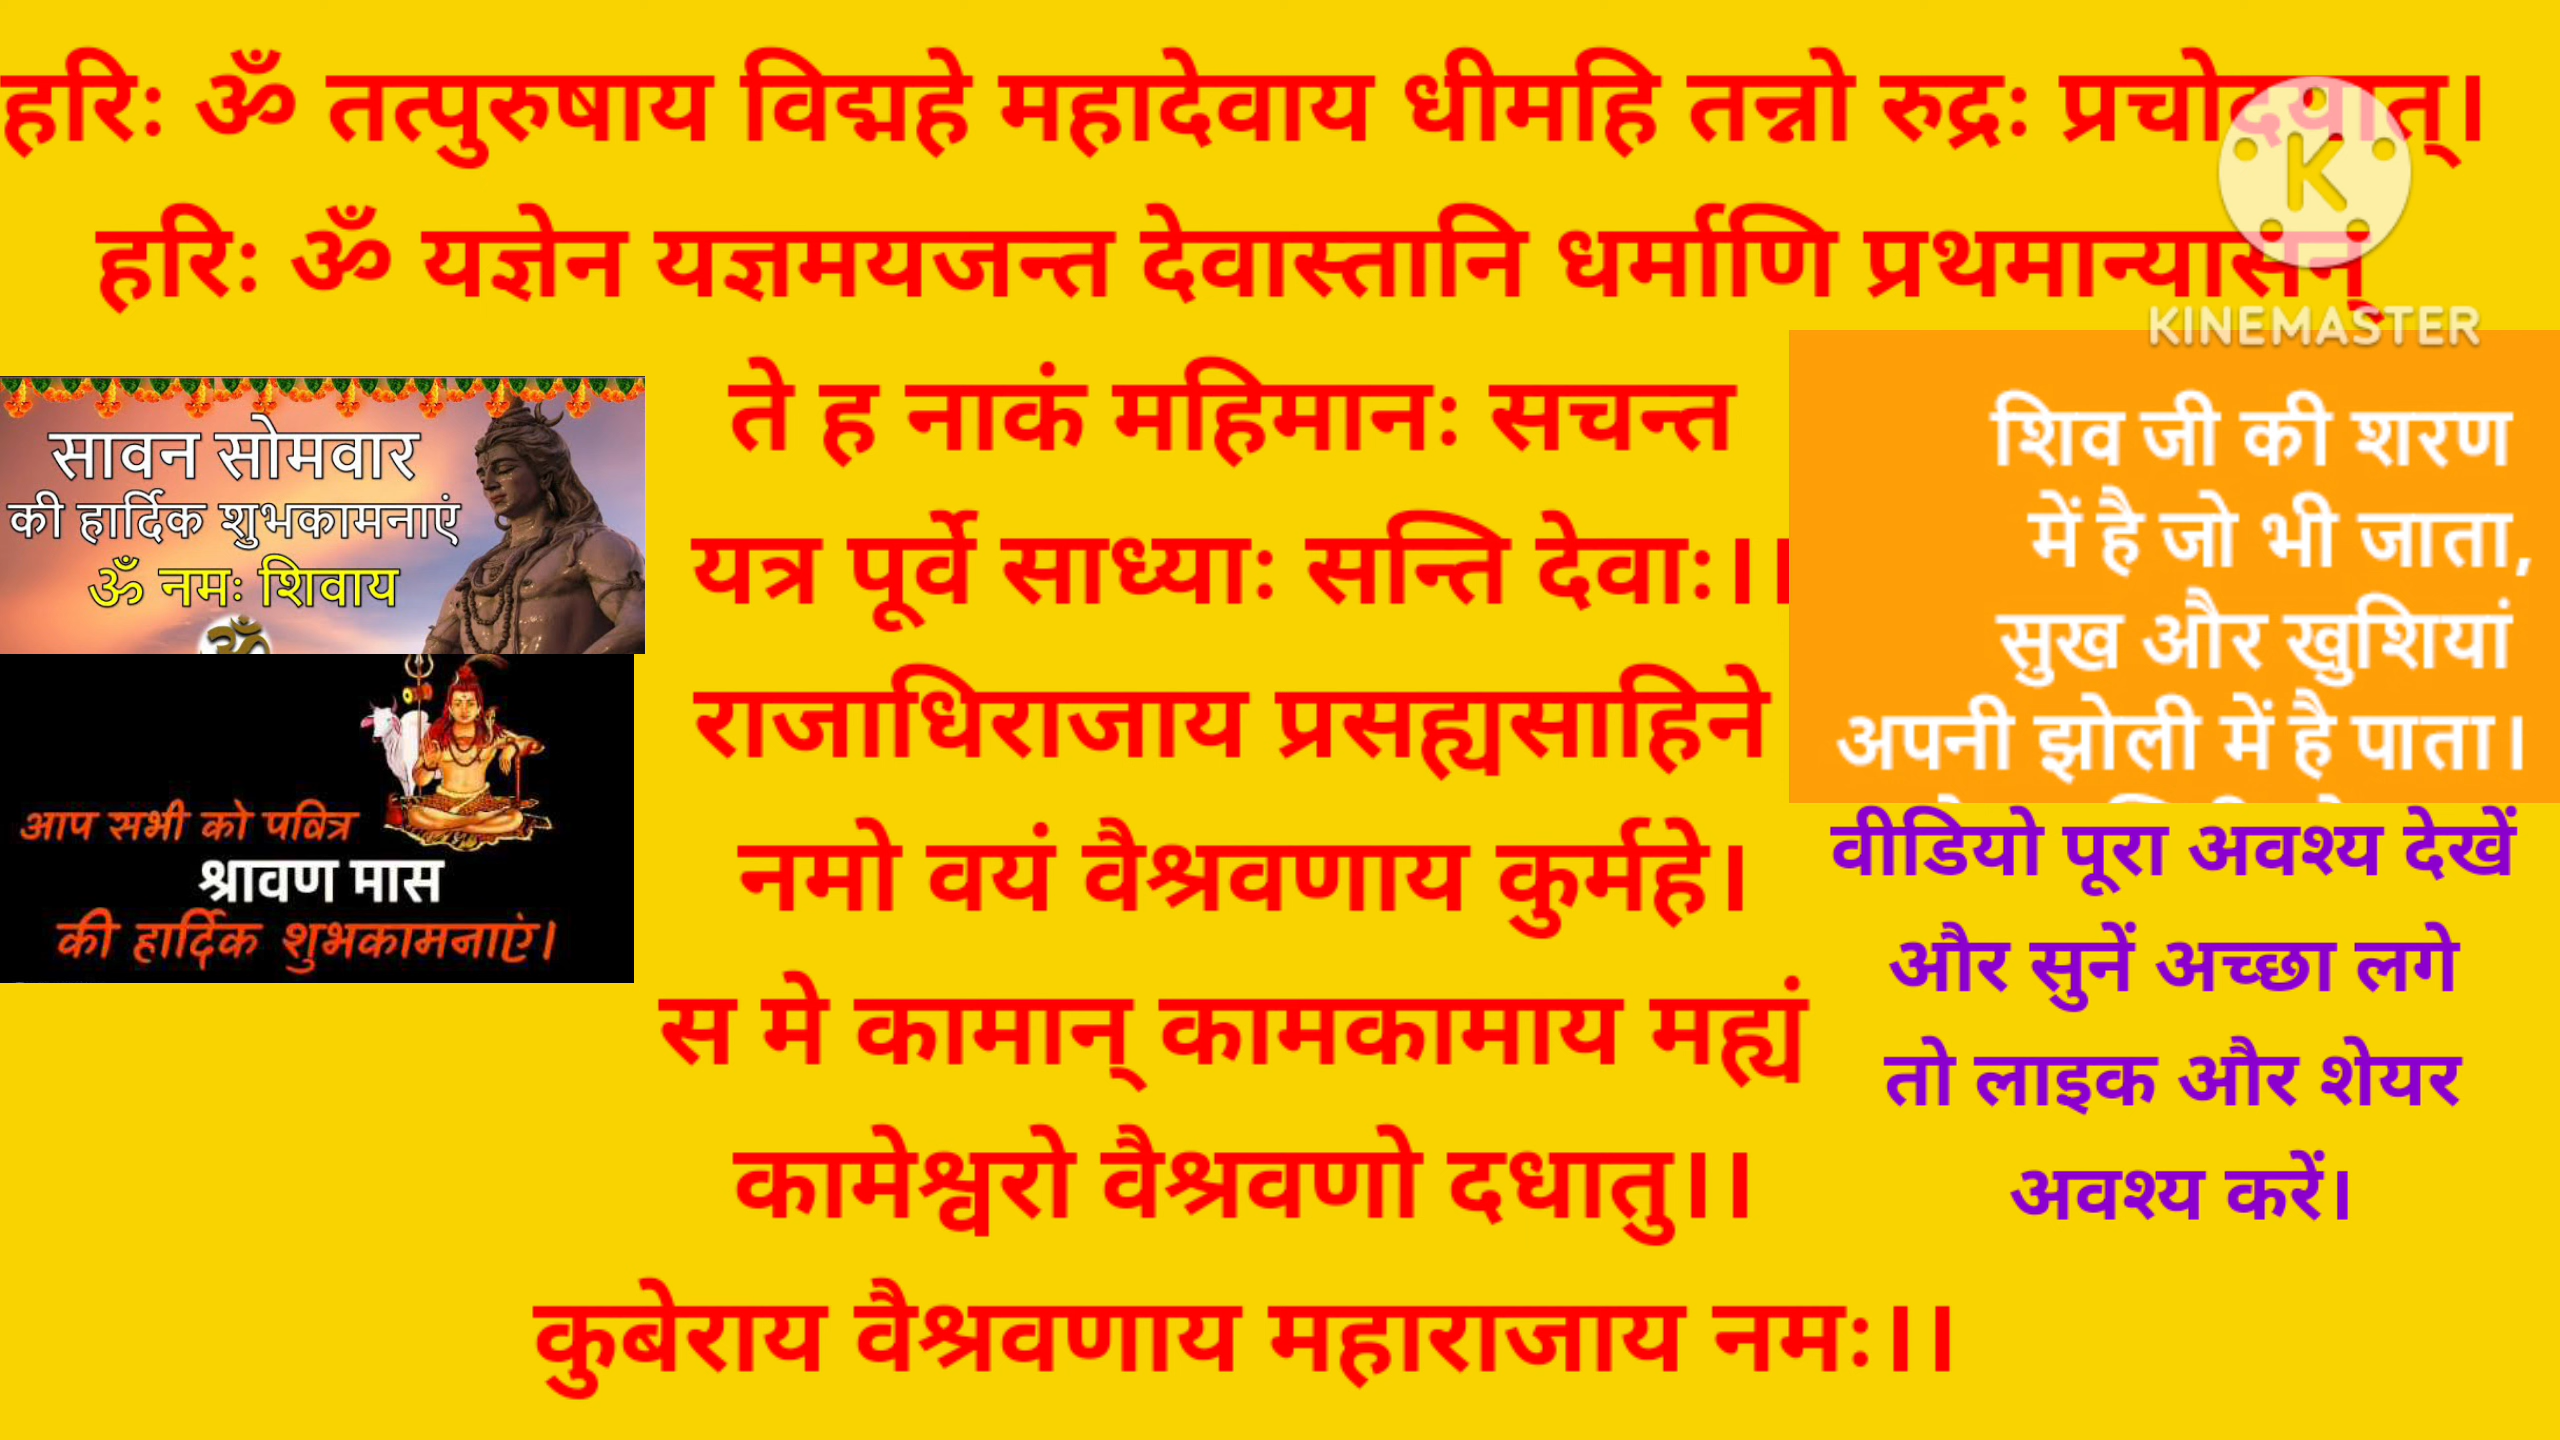 हरिः ॐ तत्पुरुषाय विद्महे महादेवाय धीमहि तन्नो रुद्रः प्रचोदयात्।
हरिः ॐ यज्ञेन यज्ञमयजन्त देवास्तानि धर्माणि प्रथमान्यासन्
ते ह नाकं महिमानः सचन्त
यत्र पूर्वे साध्याः सन्ति देवाः।।
राजाधिराजाय प्रसह्यसाहिने
नमो वयं वैश्रवणाय कुर्महे।
स मे कामान् कामकामाय मह्यं
कामेश्वरो वैश्रवणो दधातु।।
कुबेराय वैश्रवणाय महाराजाय नमः।।
सावन सोमवार
की हार्दिक शुभकामनाएं
ॐ नमः शिवाय
ॐ
आप सभी को पवित्र
श्रावण मास
की हार्दिक शुभकामनाएं।
K
KINEMASTER
शिव जी की शरण
में है जो भी जाता,
सुख और खुशियां
अपनी झोली में है पाता।
वीडियो पूरा अवश्य देखें
और सुनें अच्छा लगे
तो लाइक और शेयर
अवश्य करें।